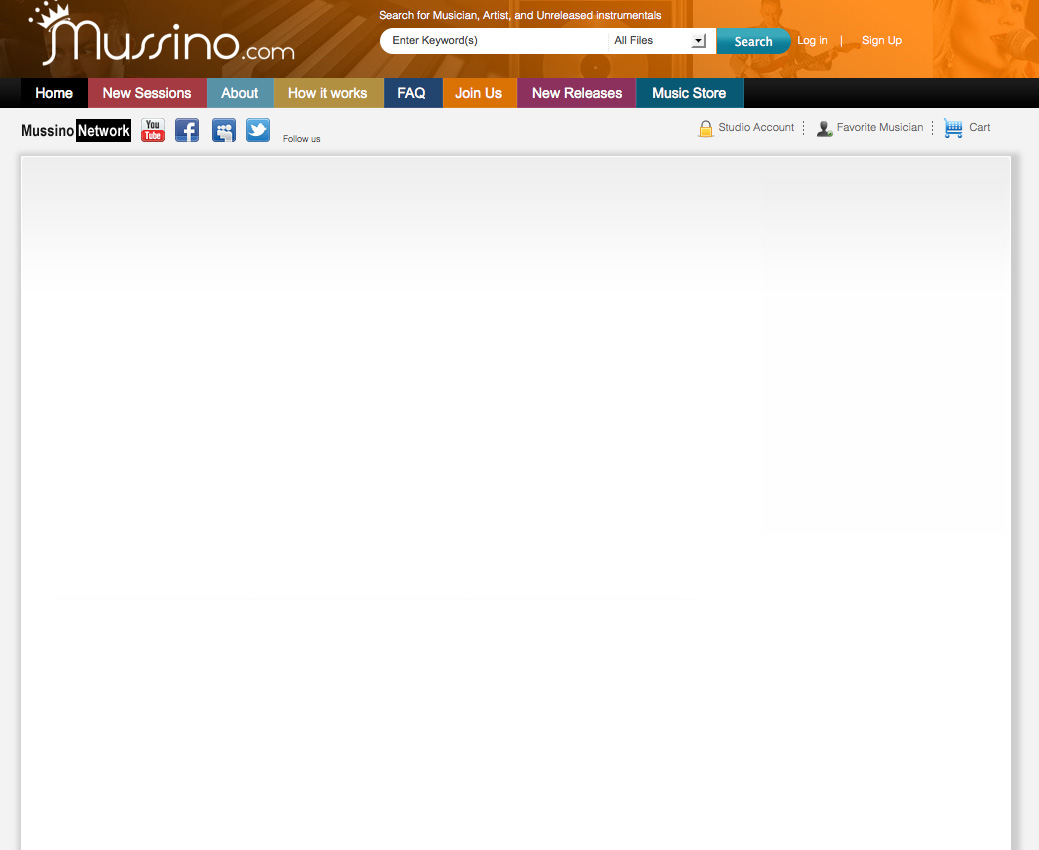 Mussino.com
Search for Musician, Artist, and Unreleased instrumentals
Enter Keyword(s) All Files Search Log in | Sign Up
Home New Sessions About How it works FAQ Join Us New Releases Music Store
Mussino Network You Tube Follow us Studio Account Favorite Musician Cart